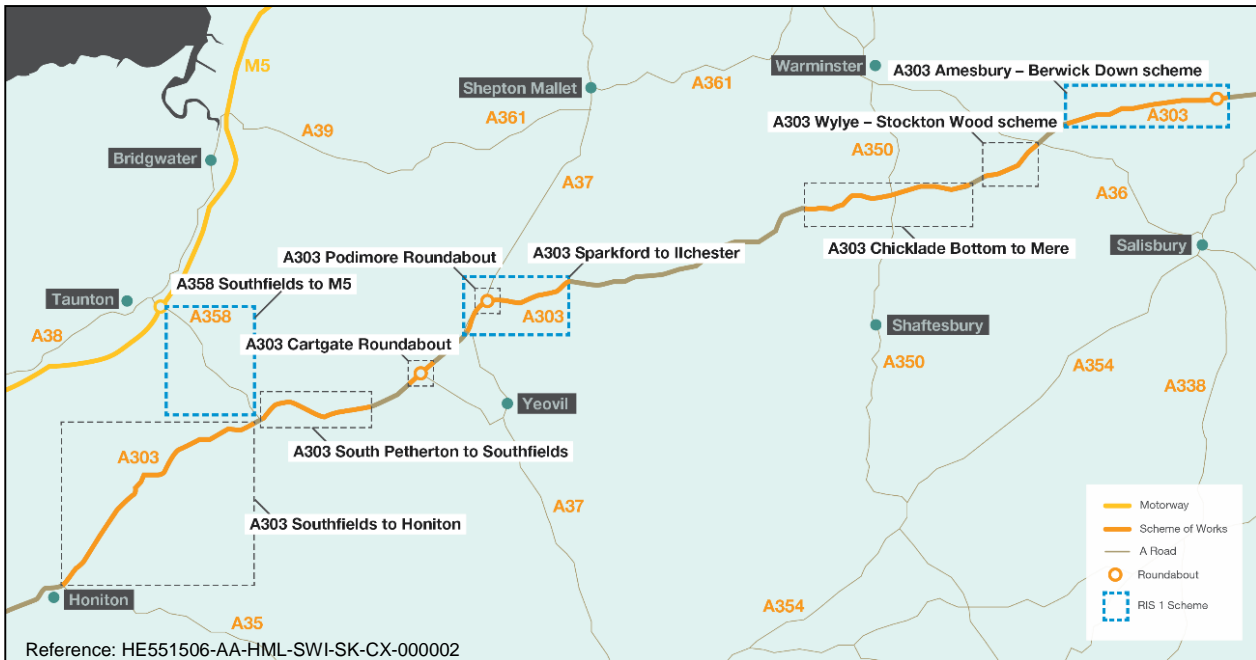 M5
Warminster
A303 Amesbury – Berwick Down scheme
Shepton Mallet
A361
A303
A361
A303 Wylye – Stockton Wood scheme
A39
A350
Bridgwater
A37
A36
A303 Podimore Roundabout
A303 Sparkford to Ilchester
A303 Chicklade Bottom to Mere
Salisbury
A358 Southfields to M5
Taunton
A358
A303
Shaftesbury
A38
A303 Cartgate Roundabout
A350
A354
A338
Yeovil
A303
A303 South Petherton to Southfields
A37
A303 Southfields to Honiton
Motorway
Scheme of Works
A Road
Roundabout
RIS 1 Scheme
Honiton
A35
A354
Reference: HE551506-AA-HML-SWI-SK-CX-000002